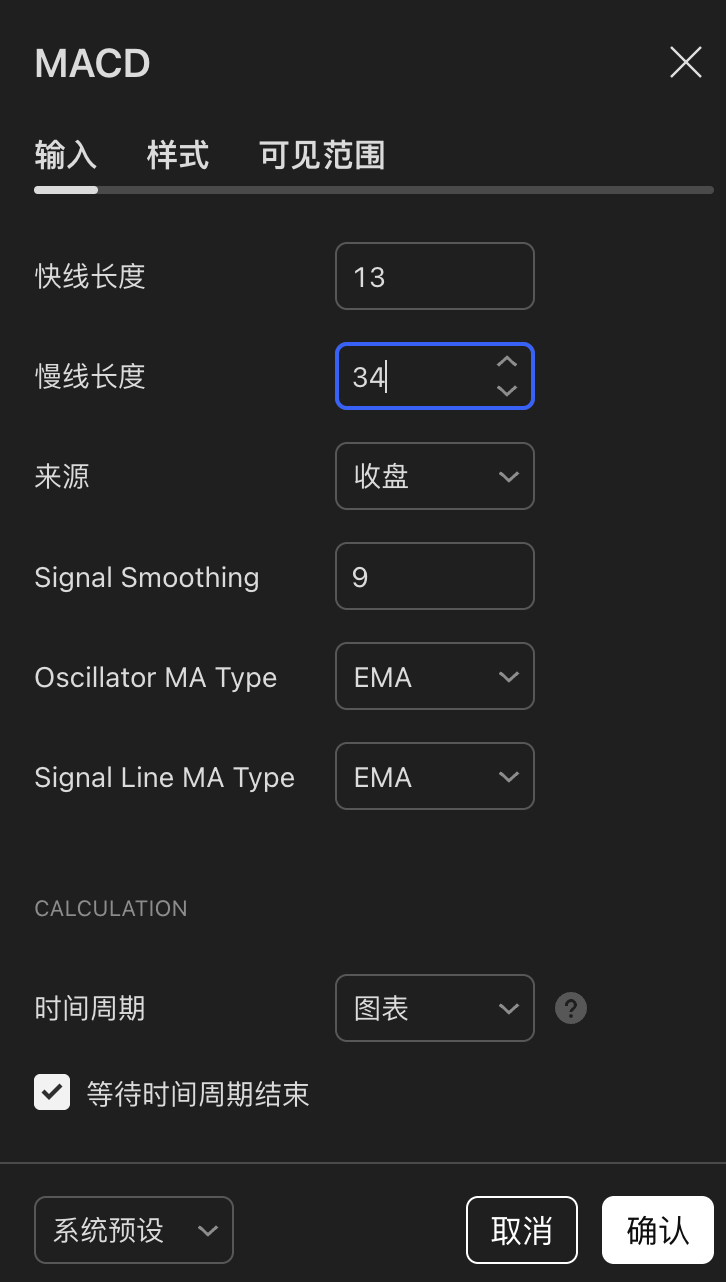 MACD
输入 样式 可见范围
快线长度 13
慢线长度 34
来源 收盘
Signal Smoothing 9
Oscillator MA Type EMA
Signal Line MA Type EMA
CALCULATION
时间周期 图表 ?
等待时间周期结束
系统预设 取消 确认